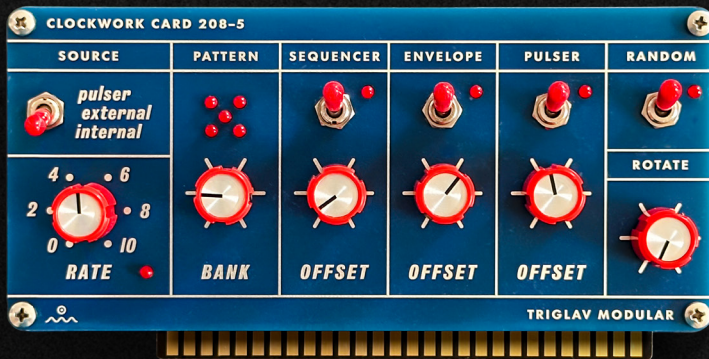 CLOCKWORK CARD 208-5
SOURCE
PATTERN
SEQUENCER
ENVELOPE
PULSER
RANDOM
pulser
external
internal
ROTATE
4 6
2 8
0 10
RATE
BANK
OFFSET
OFFSET
OFFSET
TRIGLAV MODULAR